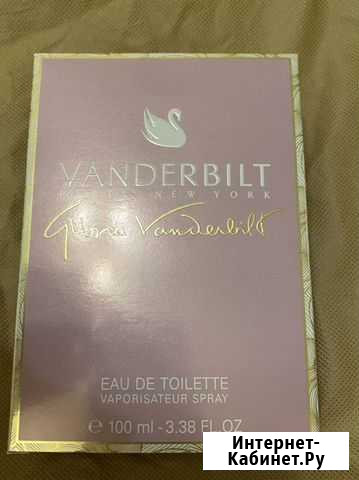 VANDERBILT
NEW YORK
Gloria Vanderbilt
EAU DE TOILETTE
VAPORISATEUR SPRAY
℮ 100 ml - 3.38 FL.OZ
Интернет-
Кабинет.Ру